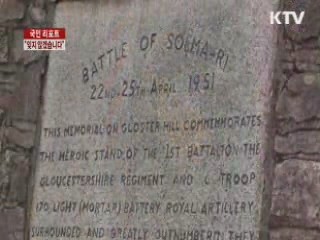 국민 리포트
"잊지 않겠습니다"
KTV
BATTLE OF SOLMA-RI
22ND-25TH APRIL 1951
THIS MEMORIAL ON GLOSTER HILL COMMEMORATES
THE HEROIC STAND OF THE 1ST BATTALION THE
GLOUCESTERSHIRE REGIMENT AND C TROOP
170 LIGHT (MORTAR) BATTERY ROYAL ARTILLERY
SURROUNDED AND GREATLY OUTNUMBERED THEY